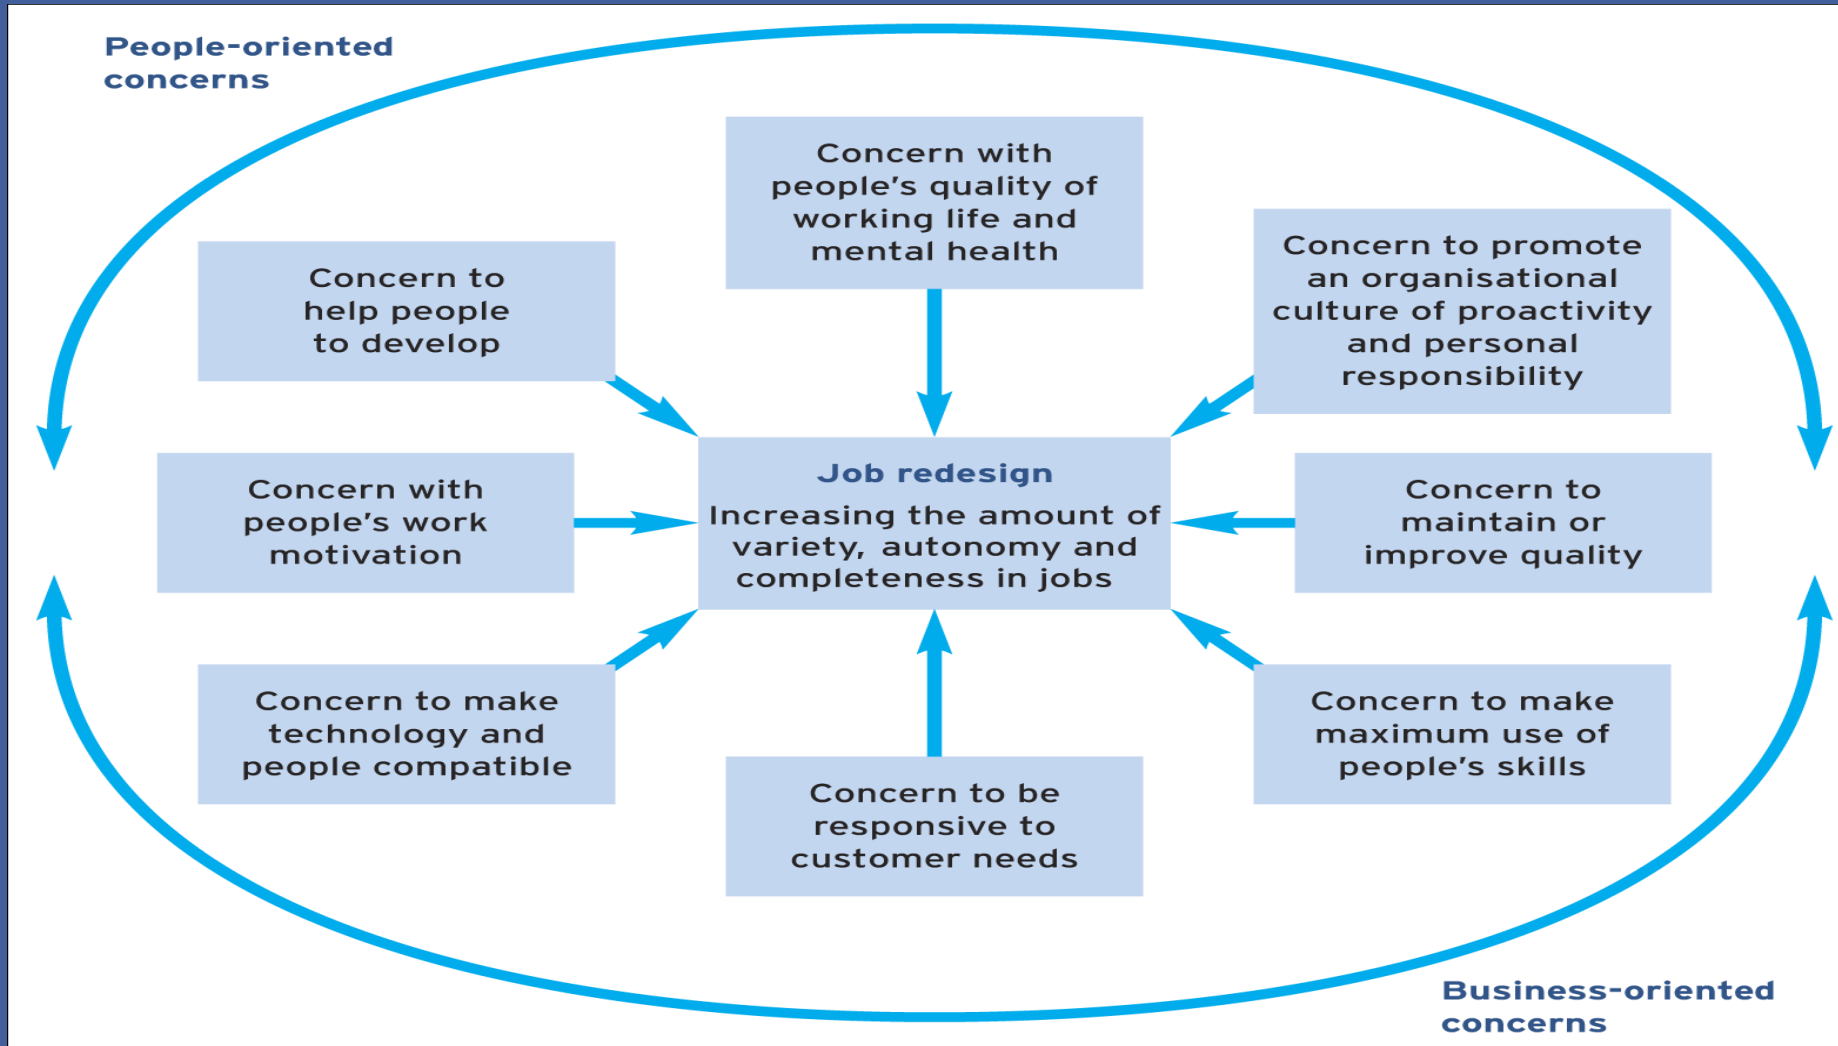 People-oriented
concerns
Concern with
people's quality of
working life and
mental health
Concern to promote
an organisational
culture of proactivity
and personal
responsibility
Concern to
help people
to develop
Concern with
people's work
motivation
Job redesign
Increasing the amount of
variety, autonomy and
completeness in jobs
Concern to
maintain or
improve quality
Concern to make
technology and
people compatible
Concern to be
responsive to
customer needs
Concern to make
maximum use of
people's skills
Business-oriented
concerns